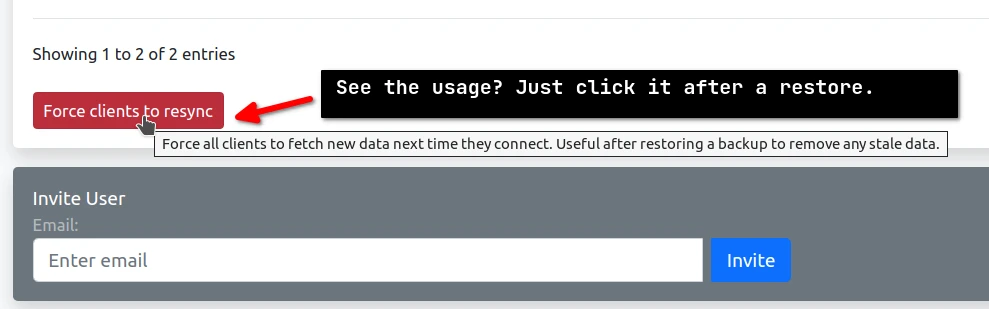 Showing 1 to 2 of 2 entries
See the usage? Just click it after a restore.
Force clients to resync
Force all clients to fetch new data next time they connect. Useful after restoring a backup to remove any stale data.
Invite User
Email:
Enter email
Invite